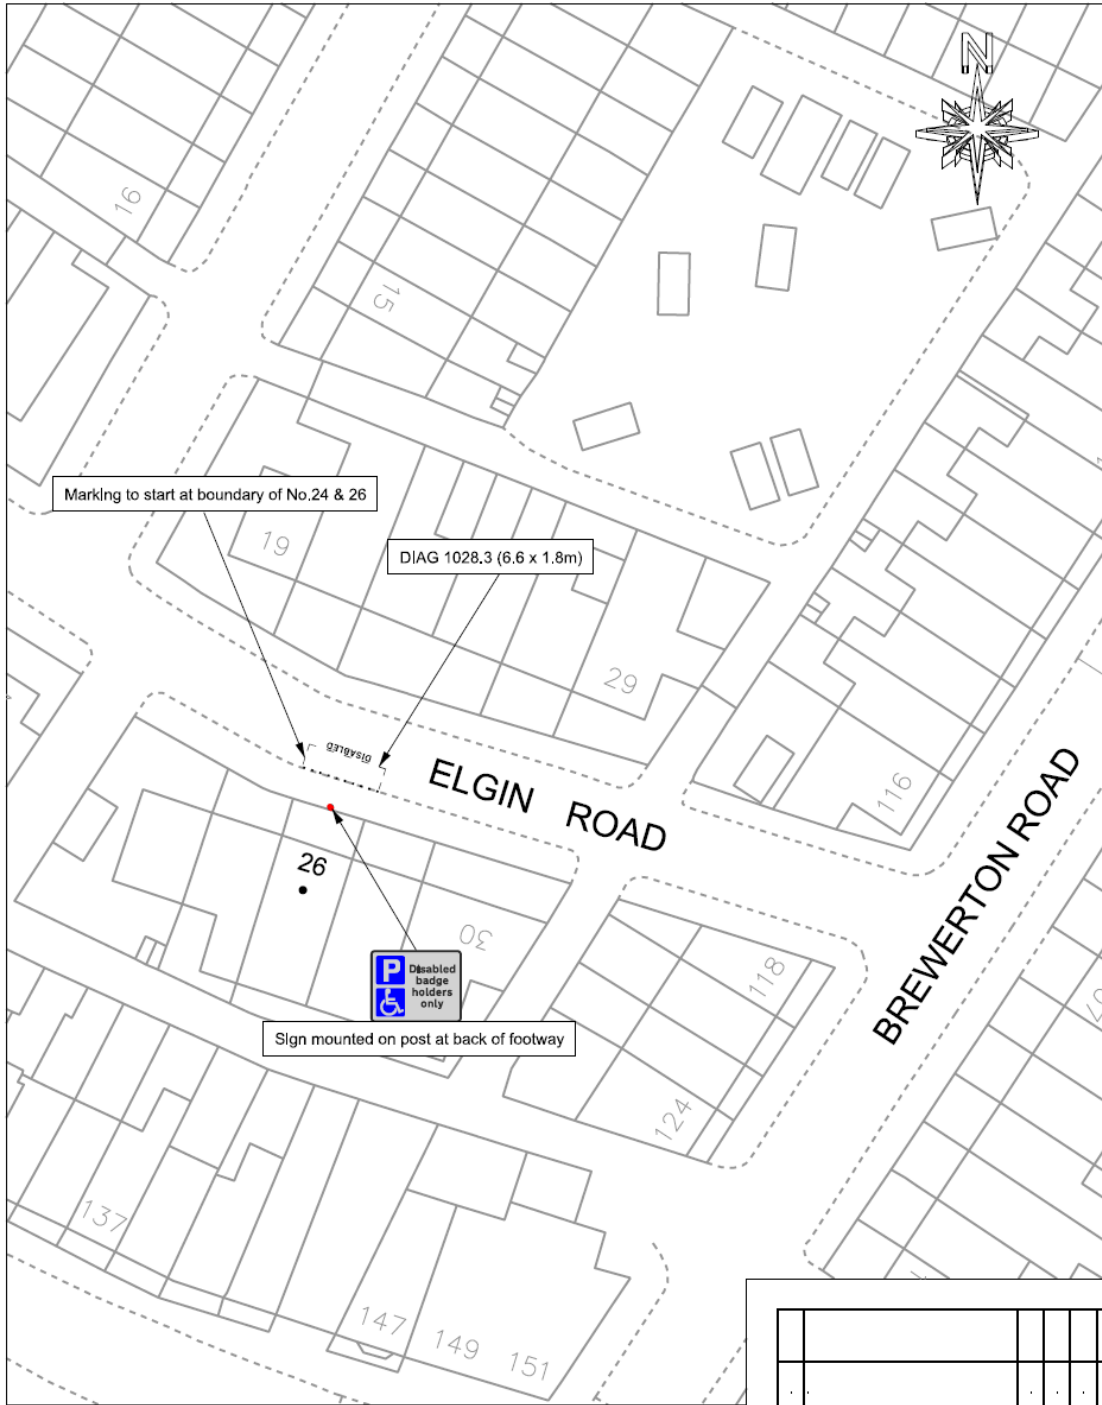 N
16
15
Marking to start at boundary of No.24 & 26
19
DIAG 1028.3 (6.6 x 1.8m)
29
DISABLED
ELGIN ROAD
116
BREWERTON ROAD
26
30
118
P Disabled
badge
holders
only
Sign mounted on post at back of footway
124
137
147
149
151